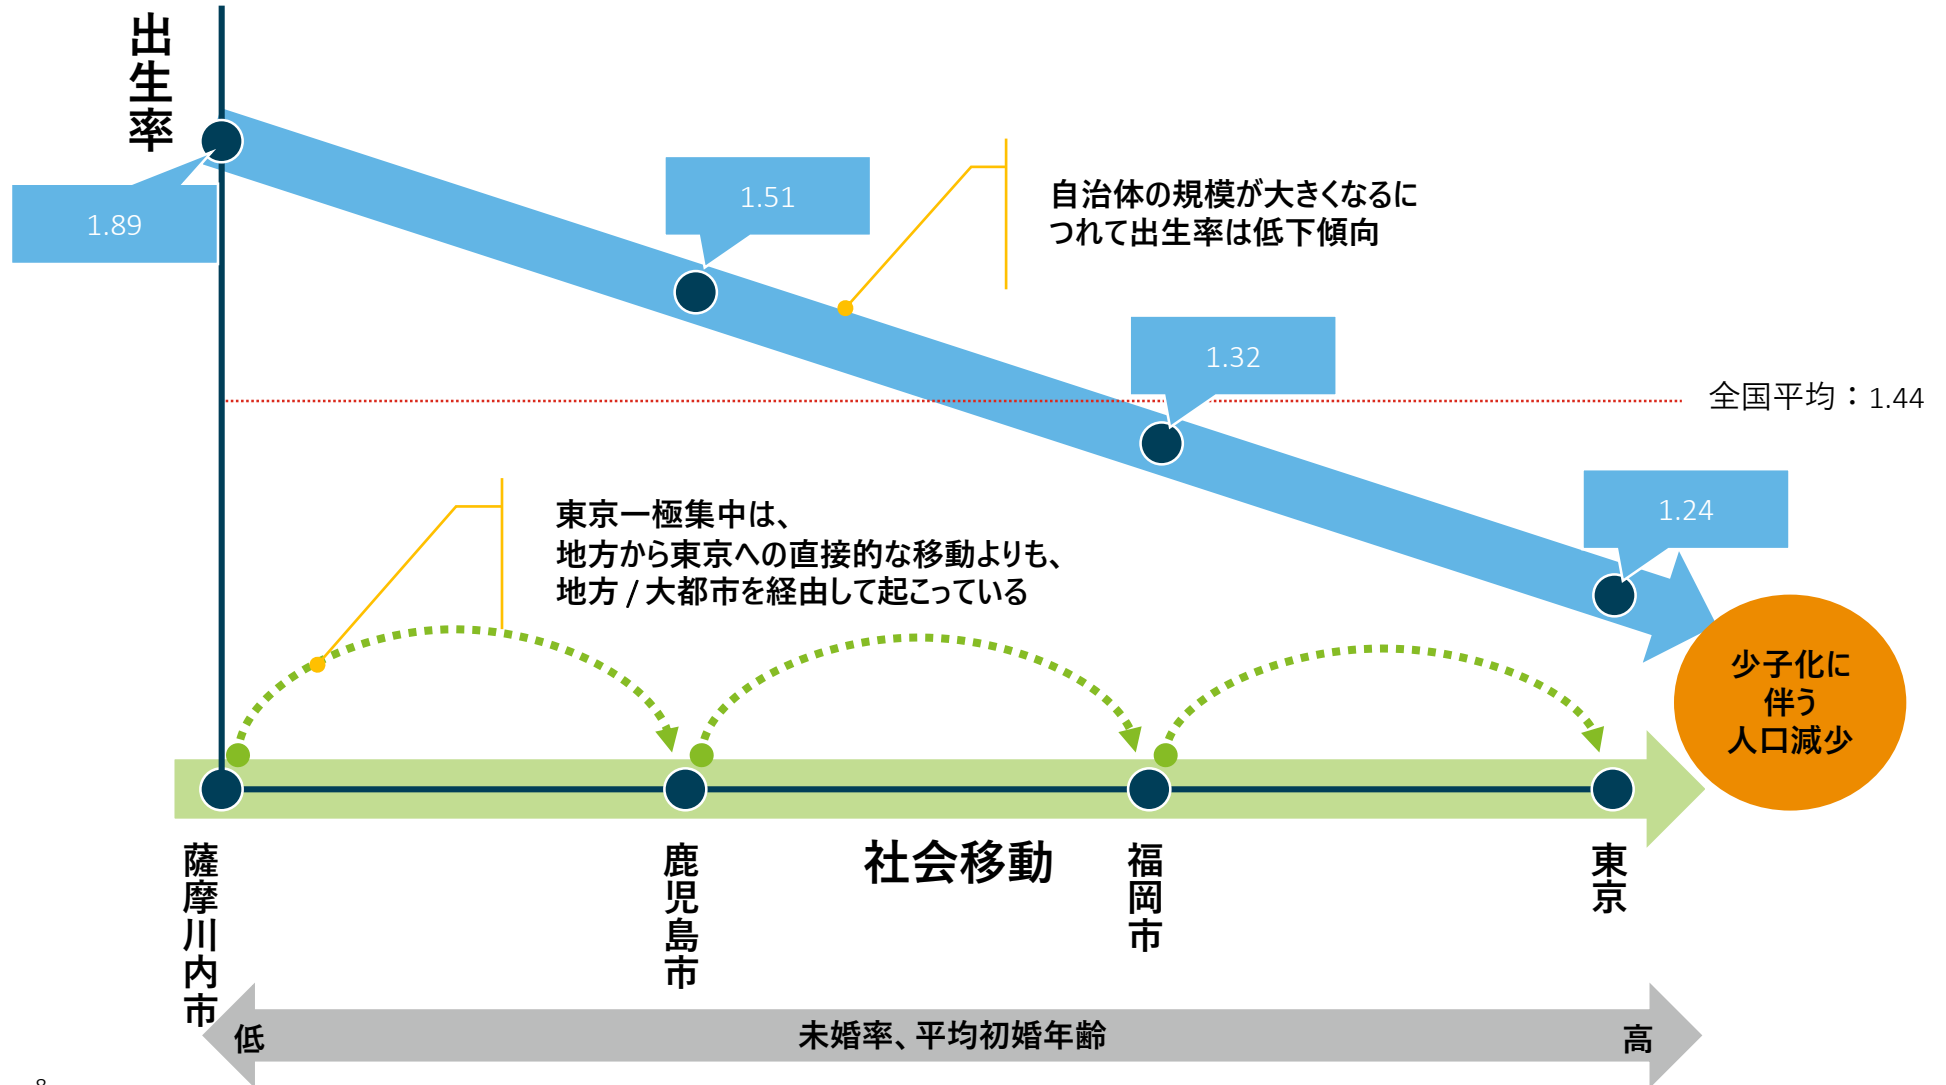 出生率
1.89
1.51
自治体の規模が大きくなるに
つれて出生率は低下傾向
1.32
全国平均：1.44
1.24
東京一極集中は、
地方から東京への直接的な移動よりも、
地方 / 大都市を経由して起こっている
少子化に
伴う
人口減少
薩摩川内市
鹿児島市
社会移動
福岡市
東京
低
未婚率、平均初婚年齢
高
8